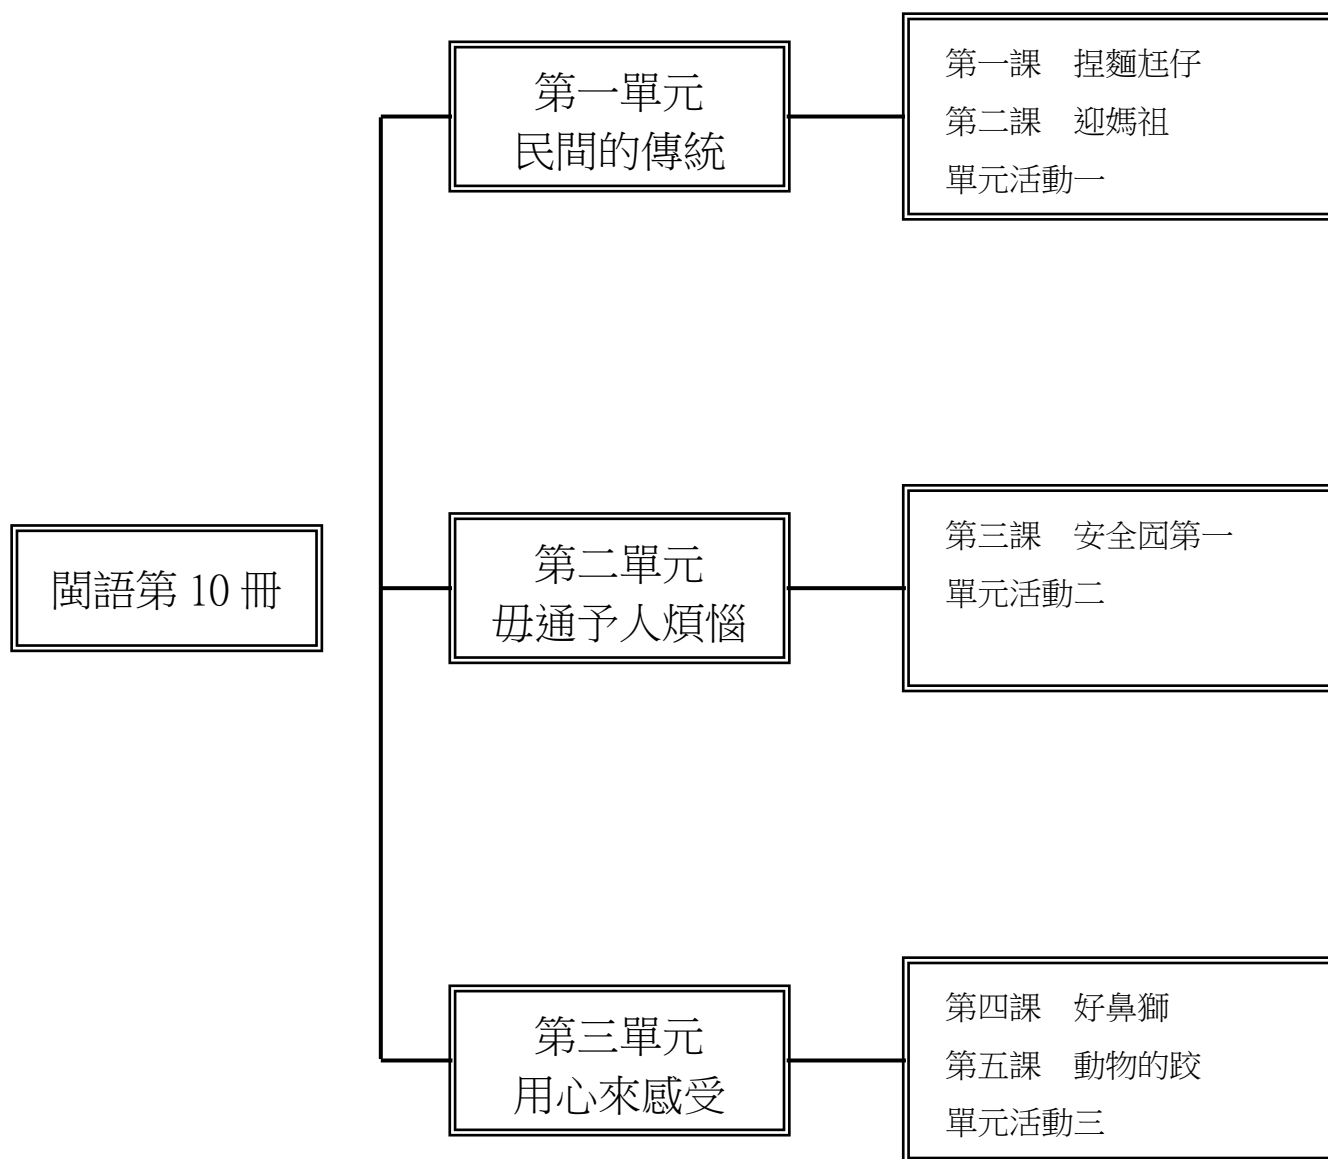 閩語第 10 冊
第一單元
民間的傳統
第一課 捏麵尪仔
第二課 迎媽祖
單元活動一
第二單元
毋通予人煩惱
第三課 安全囥第一
單元活動二
第三單元
用心來感受
第四課 好鼻獅
第五課 動物的跤
單元活動三